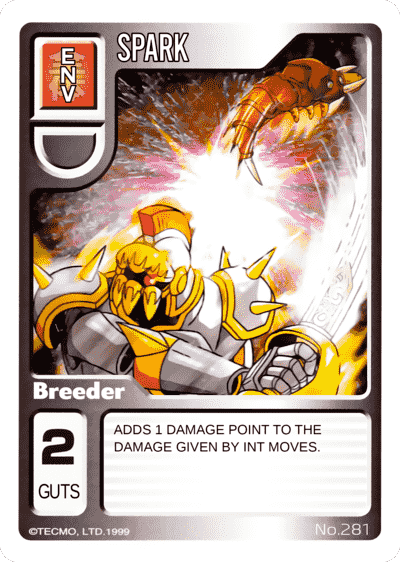 ENV
SPARK
Breeder
2
GUTS
ADDS 1 DAMAGE POINT TO THE
DAMAGE GIVEN BY INT MOVES.
©TECMO, LTD.1999
No.281